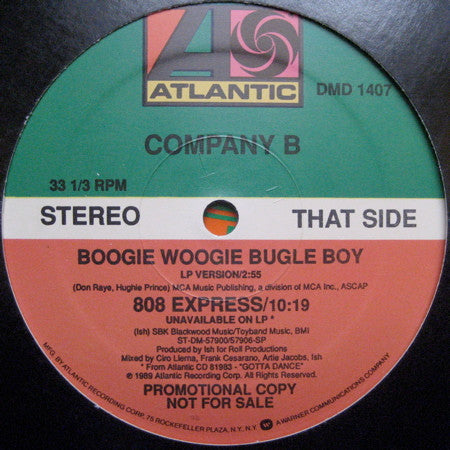 ATLANTIC
DMD 1407
COMPANY B
33 1/3 RPM
STEREO THAT SIDE
BOOGIE WOOGIE BUGLE BOY
LP VERSION/2:55
(Don Raye, Hughie Prince) MCA Music Publishing, a division of MCA Inc., ASCAP
808 EXPRESS/10:19
UNAVAILABLE ON LP *
(Ish) SBK Blackwood Music/Toyband Music, BMI
ST-DM-57900/57906-SP
Produced by Ish for Rolf Productions
Mixed by Ciro Llerna, Frank Cesarano, Artie Jacobs, Ish
* From Atlantic CD 81983 - "GOTTA DANCE"
℗ 1989 Atlantic Recording Corp. All Rights Reserved.
PROMOTIONAL COPY
NOT FOR SALE
MFG. BY ATLANTIC RECORDING CORP., 75 ROCKEFELLER PLAZA, N.Y., N.Y. A WARNER COMMUNICATIONS COMPANY